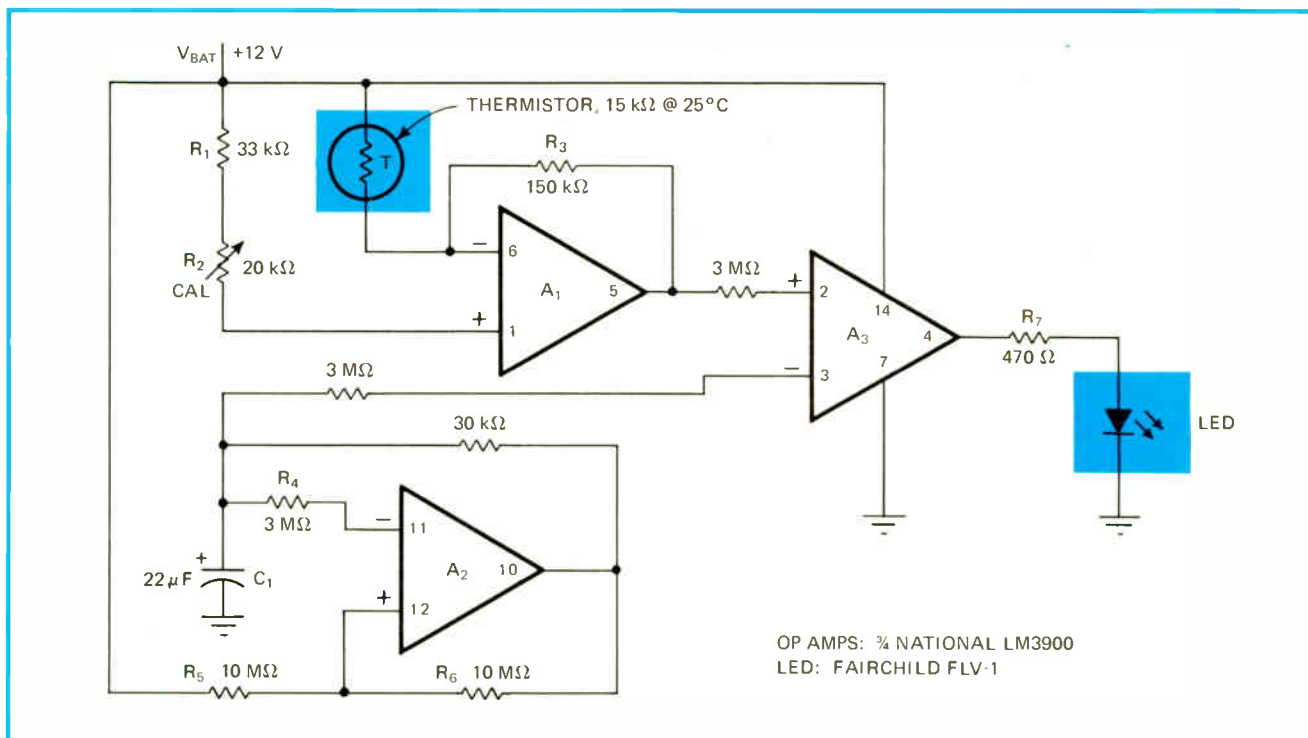 V_BAT +12 V
THERMISTOR, 15 kΩ @ 25°C
R1 33 kΩ
T
R3
150 kΩ
R2 20 kΩ
CAL
−
6
A1
5
+
1
3 MΩ
+
2
14
A3
4
7
−
3
R7
470 Ω
LED
3 MΩ
30 kΩ
R4
3 MΩ
−
11
A2
10
+
12
+
22 μF C1
R5 10 MΩ
R6 10 MΩ
OP AMPS: ¾ NATIONAL LM3900
LED: FAIRCHILD FLV-1